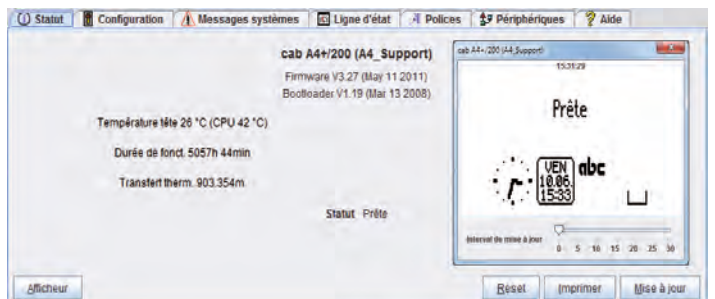 Statut Configuration Messages systèmes Ligne d'état Polices Périphériques Aide
cab A4+/200 (A4_Support)
Firmware V3.27 (May 11 2011)
Bootloader V1.19 (Mar 13 2008)
Température tête 26 °C (CPU 42 °C)
Durée de fonct. 5057h 44min
Transfert therm. 903.354m
Statut Prête
cab A4+/200 (A4_Support)
15:31:29
Prête
VEN
10.06.
15:33
abc
Interval de mise à jour
0 5 10 15 20 25 30
Afficheur Reset Imprimer Mise à jour